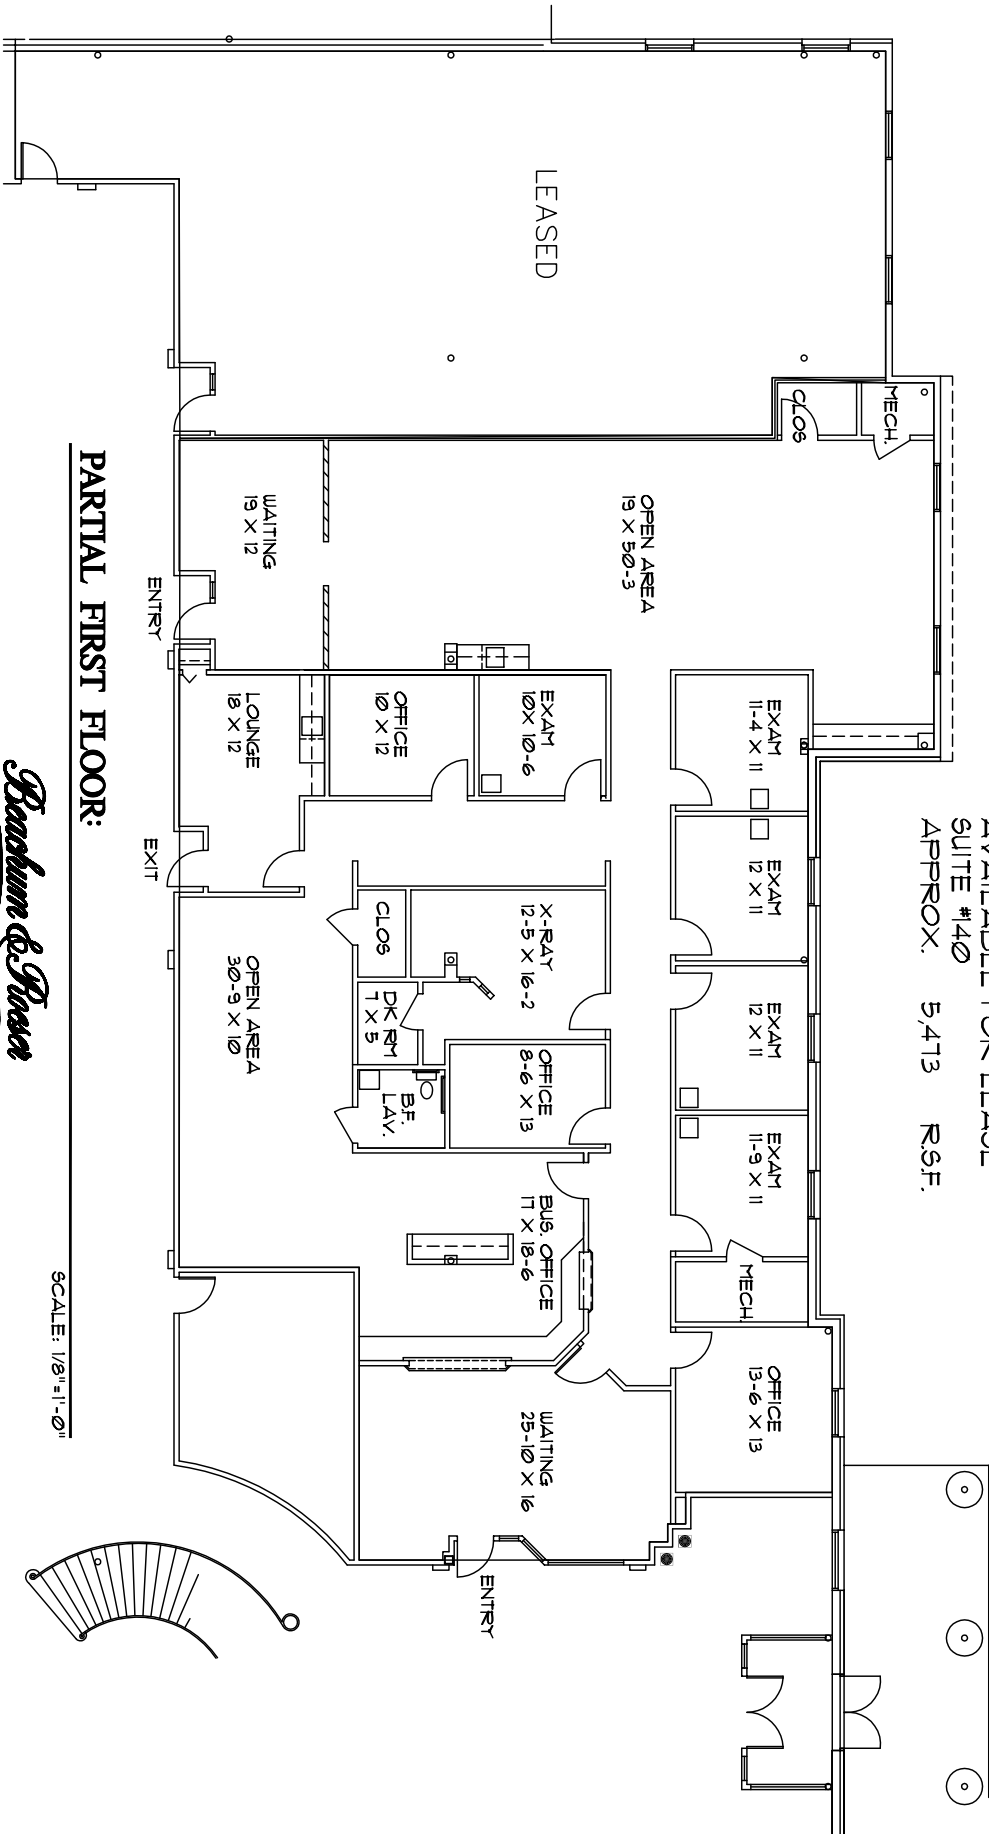 SUITE #140
APPROX. 5,473 R.S.F.
LEASED
MECH.
CLOS
OPEN AREA
19 X 50-3
WAITING
19 X 12
ENTRY
EXAM
11-4 X 11
EXAM
12 X 11
EXAM
12 X 11
EXAM
11-9 X 11
MECH.
OFFICE
13-6 X 13
EXAM
10X 10-6
OFFICE
10 X 12
LOUNGE
18 X 12
EXIT
X-RAY
12-5 X 16-2
CLOS
DK RM
7 X 5
OFFICE
8-6 X 13
B.F.
LAV.
OPEN AREA
30-9 X 10
BUS. OFFICE
17 X 18-6
WAITING
25-10 X 16
ENTRY
PARTIAL FIRST FLOOR:
SCALE: 1/8"=1'-0"
Beachum & Roeser